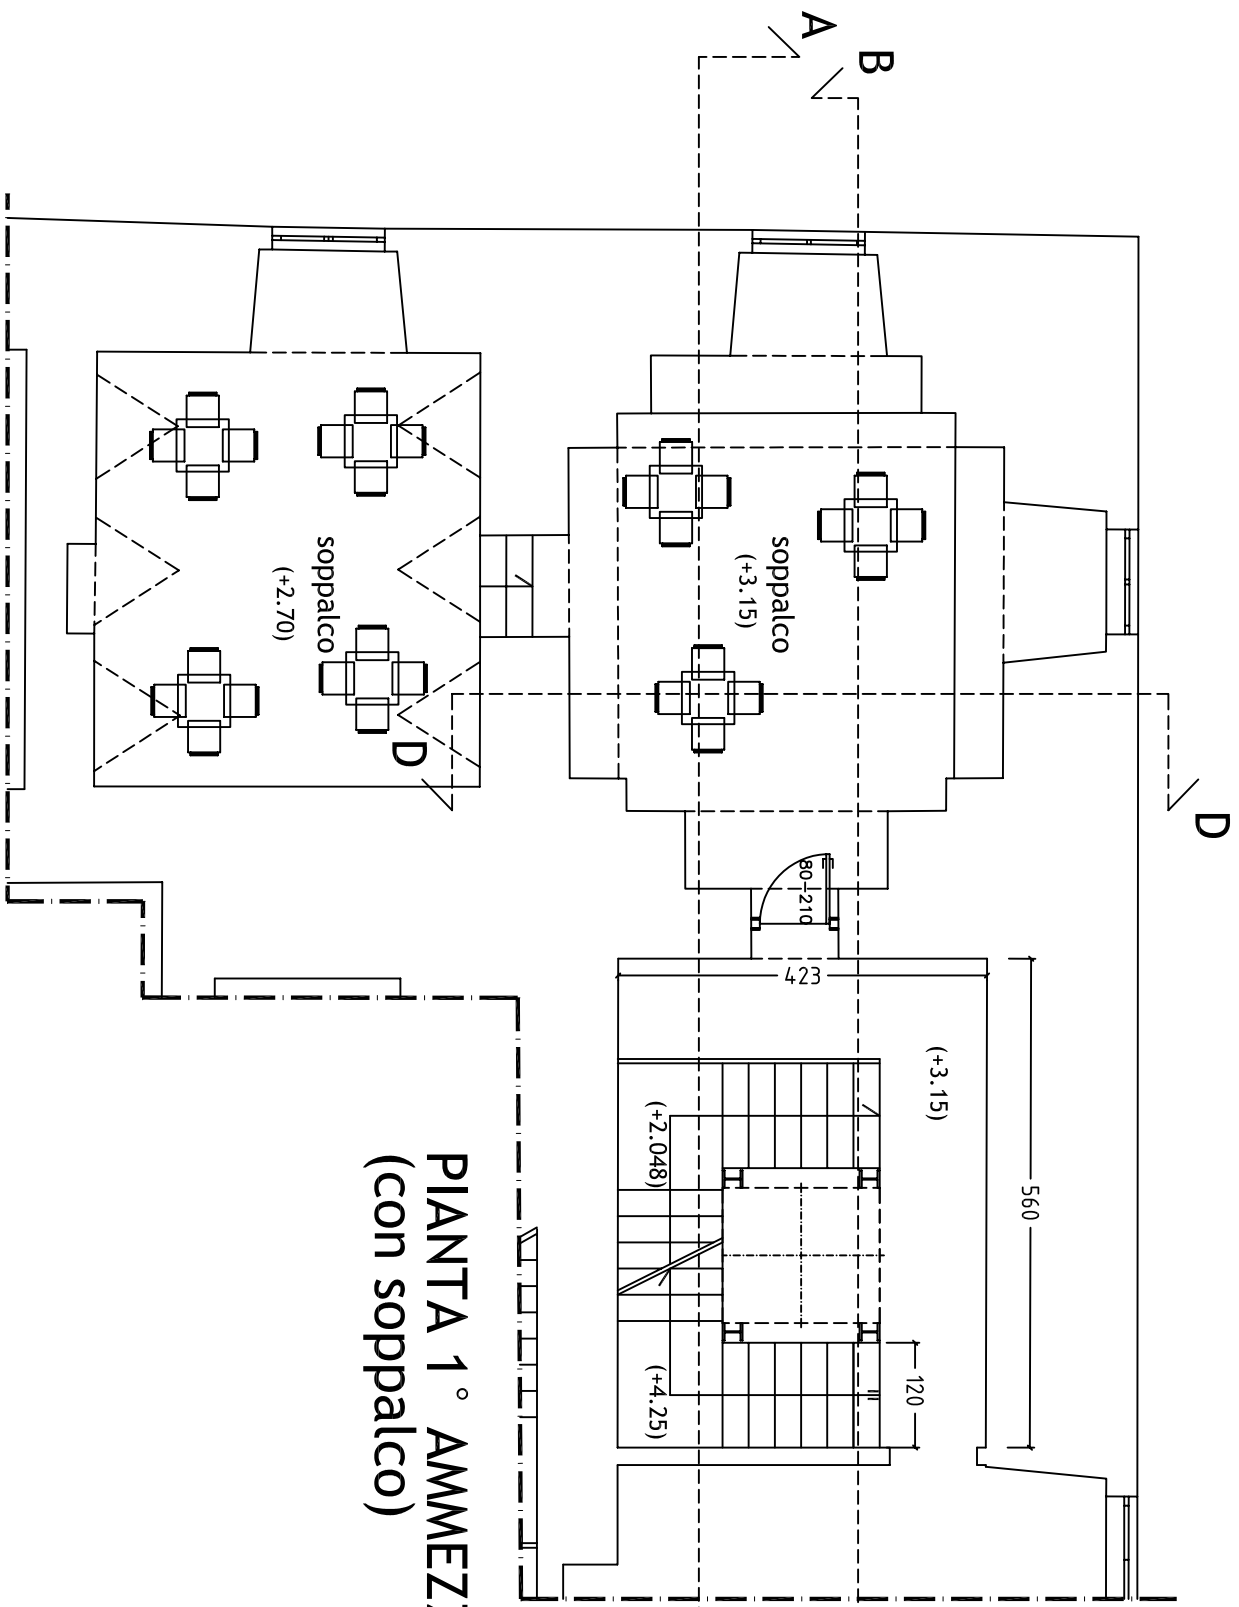 A
B
soppalco
(+3.15)
soppalco
(+2.70)
D
D
80-210
423
(+3.15)
560
(+2.048)
(+4.25)
120
PIANTA 1° AMMEZ
(con soppalco)